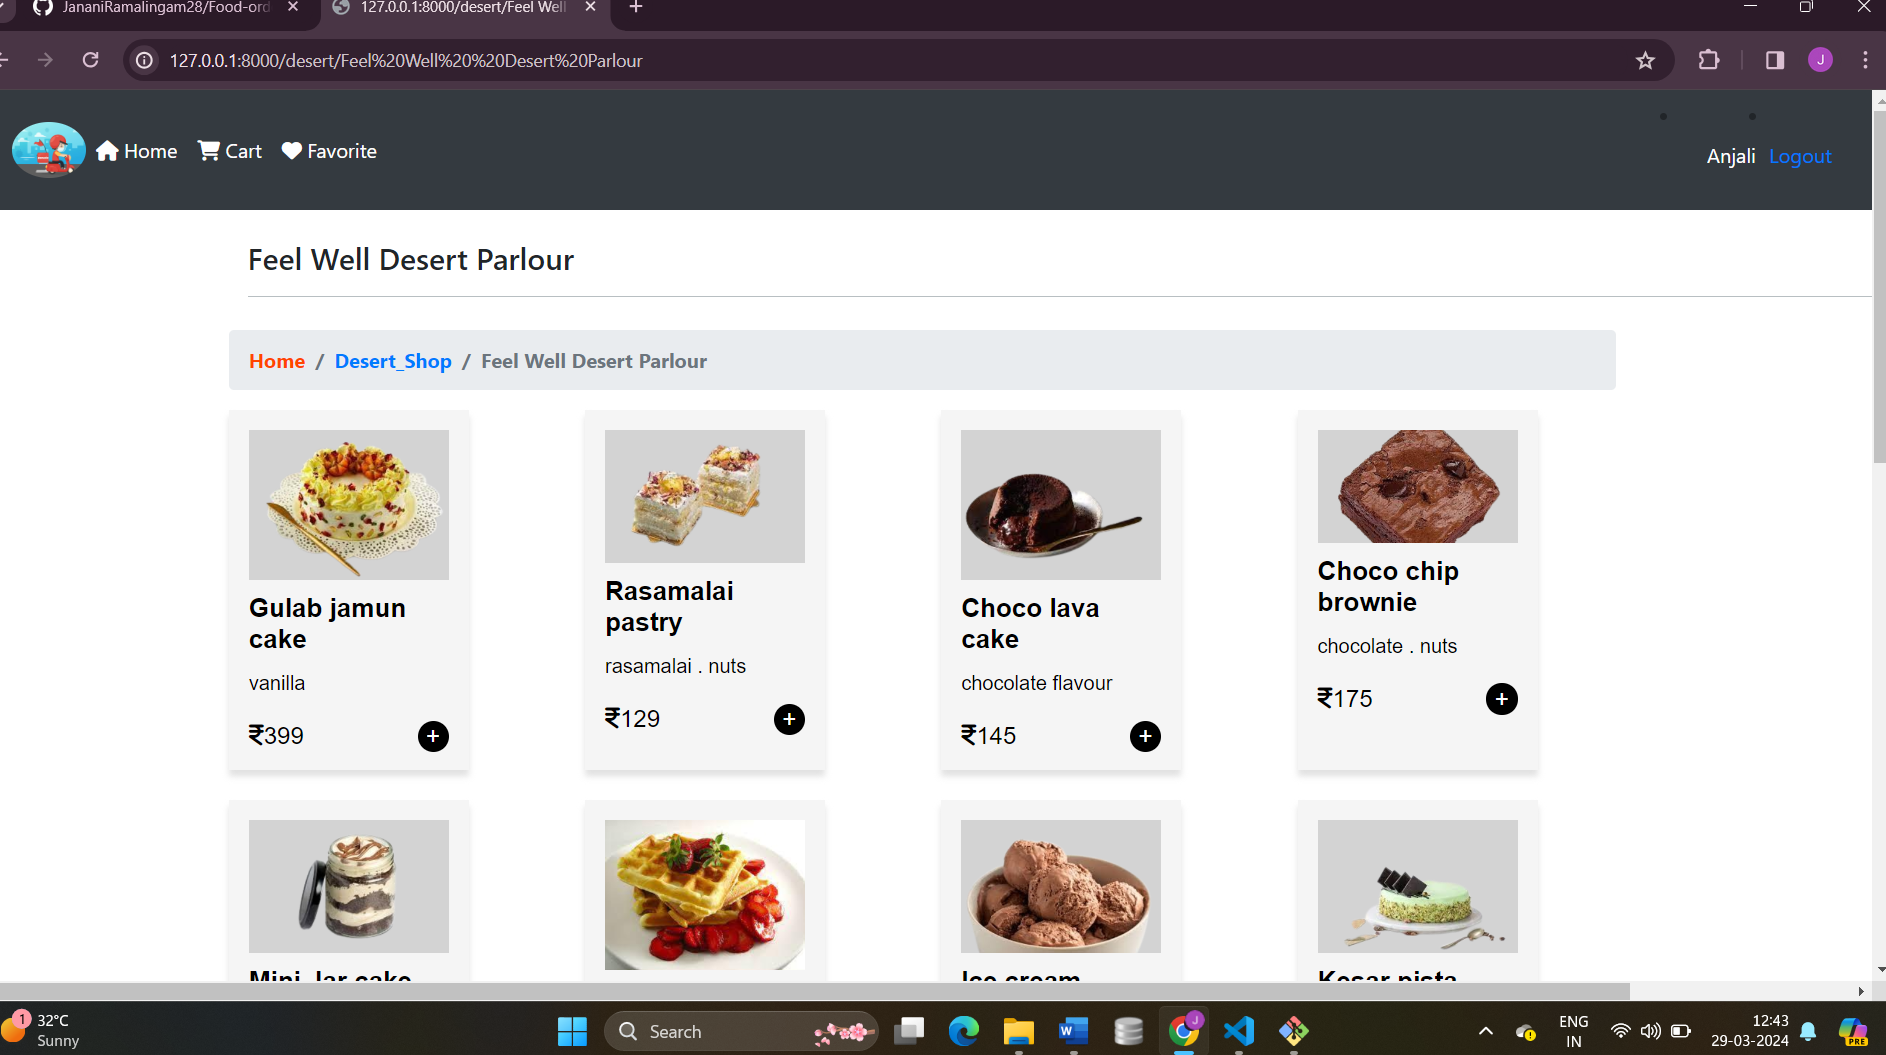 JananiRamalingam28/Food-ord
127.0.0.1:8000/desert/Feel Well
127.0.0.1:8000/desert/Feel%20Well%20%20Desert%20Parlour
J
Home
Cart
Favorite
Anjali
Logout
Feel Well Desert Parlour
Home / Desert_Shop / Feel Well Desert Parlour
Gulab jamun
cake
vanilla
₹399
+
Rasamalai
pastry
rasamalai . nuts
₹129
+
Choco lava
cake
chocolate flavour
₹145
+
Choco chip
brownie
chocolate . nuts
₹175
+
Mini Jar cake
Ice cream
Kesar pista
1
32°C
Sunny
Search
W
J
ENG
IN
12:43
29-03-2024
PRE